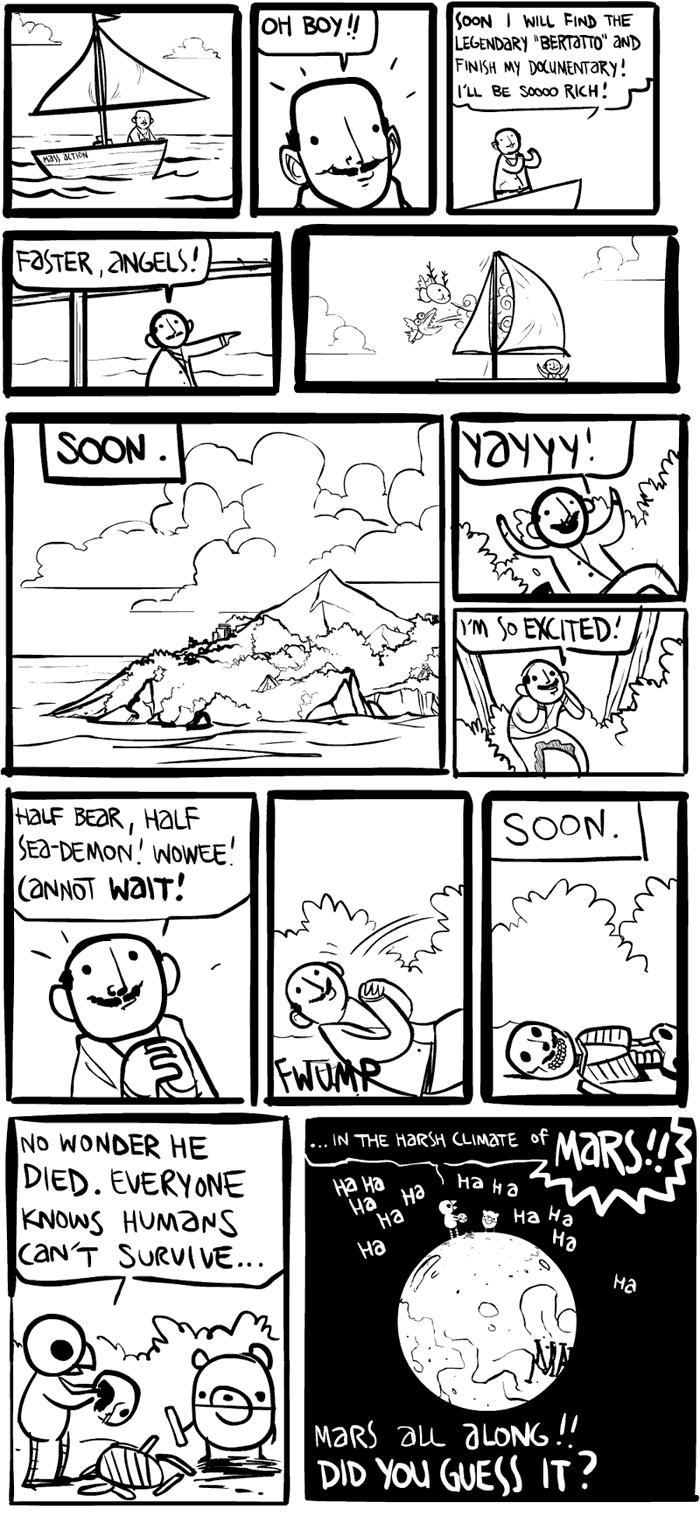 MASS ACTION
OH BOY!!
SOON I WILL FIND THE
LEGENDARY "BERTATTO" AND
FINISH MY DOCUMENTARY!
I'LL BE SOOOO RICH!
FASTER, ANGELS!
SOON.
YAYYY!
I'M SO EXCITED!
HALF BEAR, HALF
SEA-DEMON! WOWEE!
CANNOT WAIT!
FWUMP
SOON.
NO WONDER HE
DIED. EVERYONE
KNOWS HUMANS
CAN'T SURVIVE...
...IN THE HARSH CLIMATE of MARS!!
Ha Ha
Ha
Ha
Ha
Ha
Ha Ha
Ha Ha
Ha
Ha
MA
MARS ALL ALONG!!
DID YOU GUESS IT?